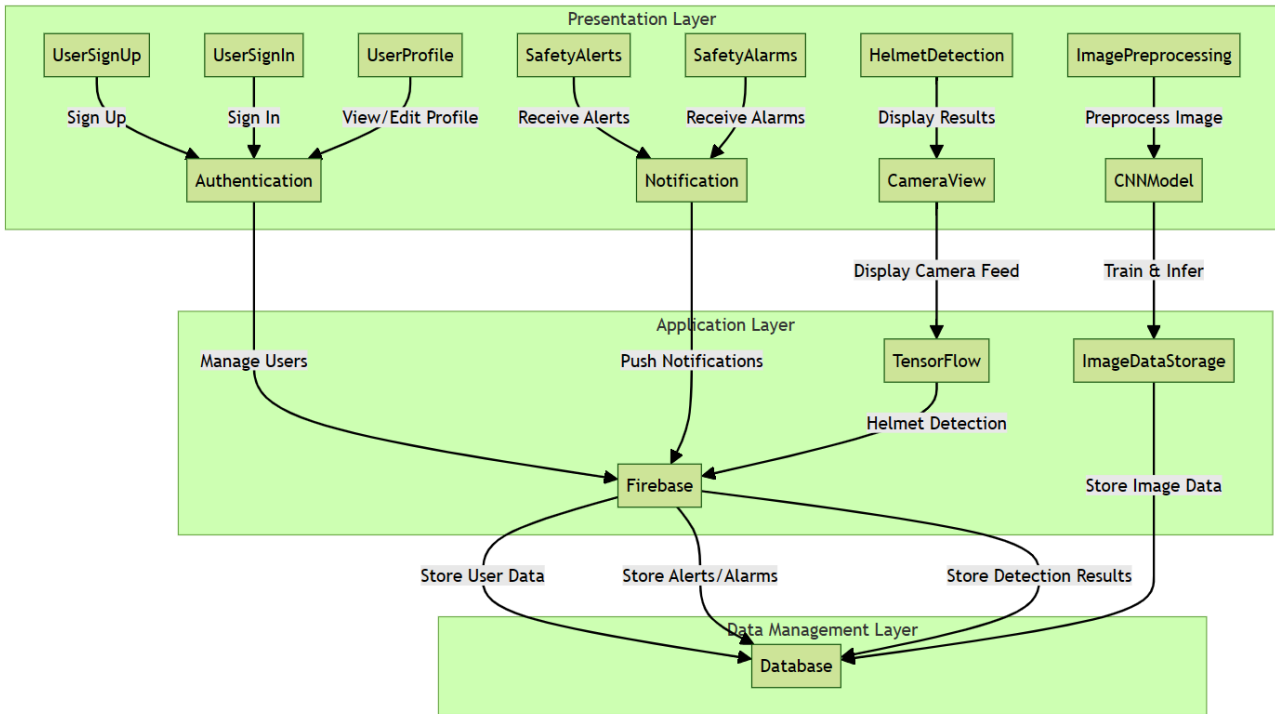 Presentation Layer
UserSignUp
UserSignIn
UserProfile
SafetyAlerts
SafetyAlarms
HelmetDetection
ImagePreprocessing
Sign Up
Sign In
View/Edit Profile
Receive Alerts
Receive Alarms
Display Results
Preprocess Image
Authentication
Notification
CameraView
CNNModel
Display Camera Feed
Train & Infer
Application Layer
Manage Users
Push Notifications
TensorFlow
ImageDataStorage
Helmet Detection
Firebase
Store Image Data
Store User Data
Store Alerts/Alarms
Store Detection Results
Data Management Layer
Database